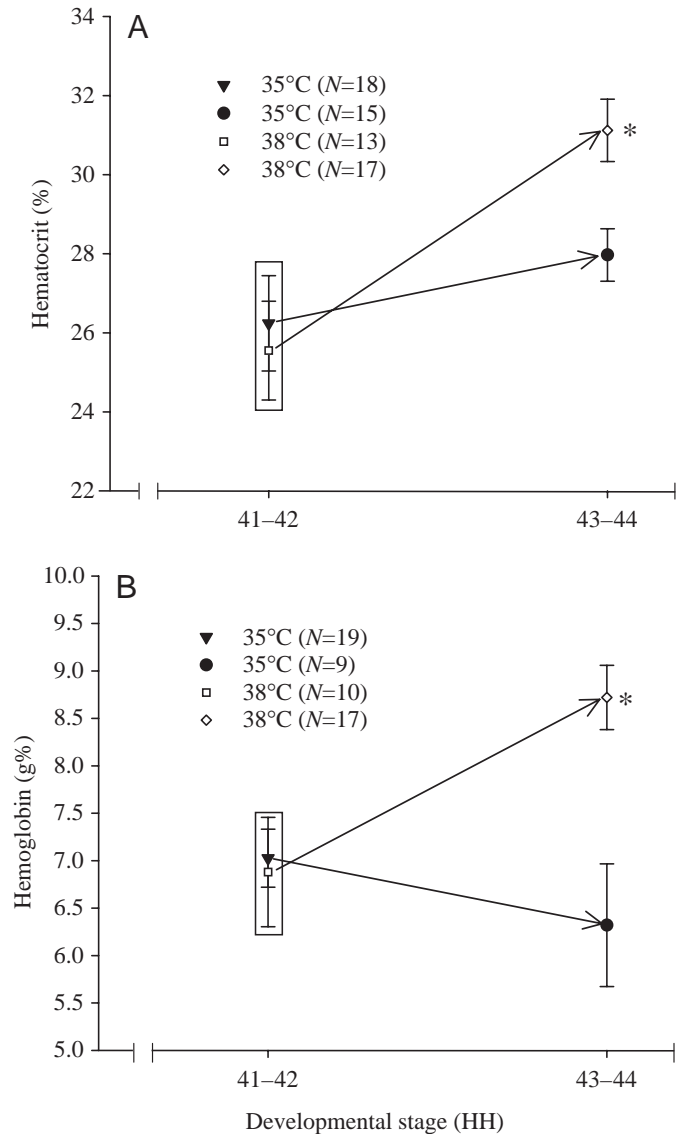 A
34
32
30
28
26
24
22
Hematocrit (%)
35°C (N=18)
35°C (N=15)
38°C (N=13)
38°C (N=17)
*
41–42 43–44
B
10.0
9.5
9.0
8.5
8.0
7.5
7.0
6.5
6.0
5.5
5.0
Hemoglobin (g%)
35°C (N=19)
35°C (N=9)
38°C (N=10)
38°C (N=17)
*
41–42 43–44
Developmental stage (HH)